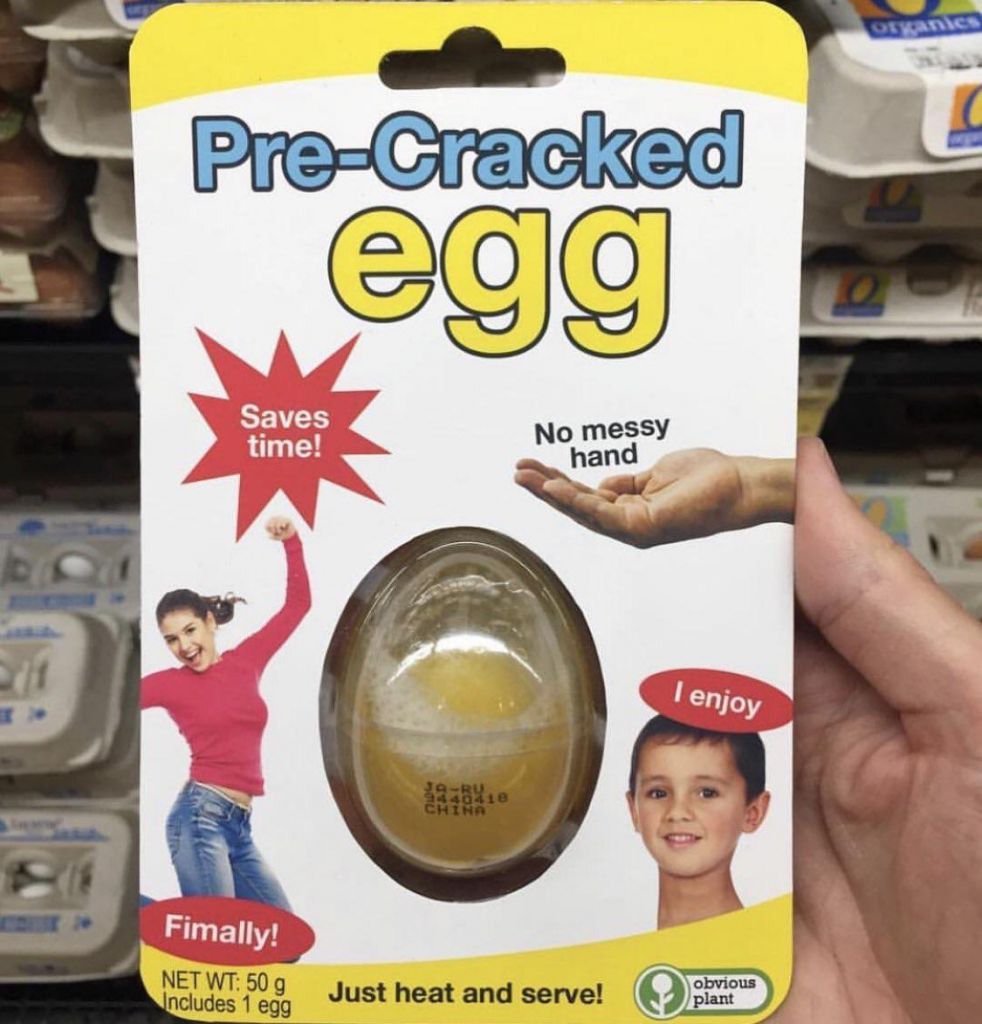 organics
Pre-Cracked
egg
Saves
time!
No messy
hand
I enjoy
JA-RU
9440418
CHINA
Fimally!
NET WT: 50 g
Includes 1 egg
Just heat and serve!
obvious
plant